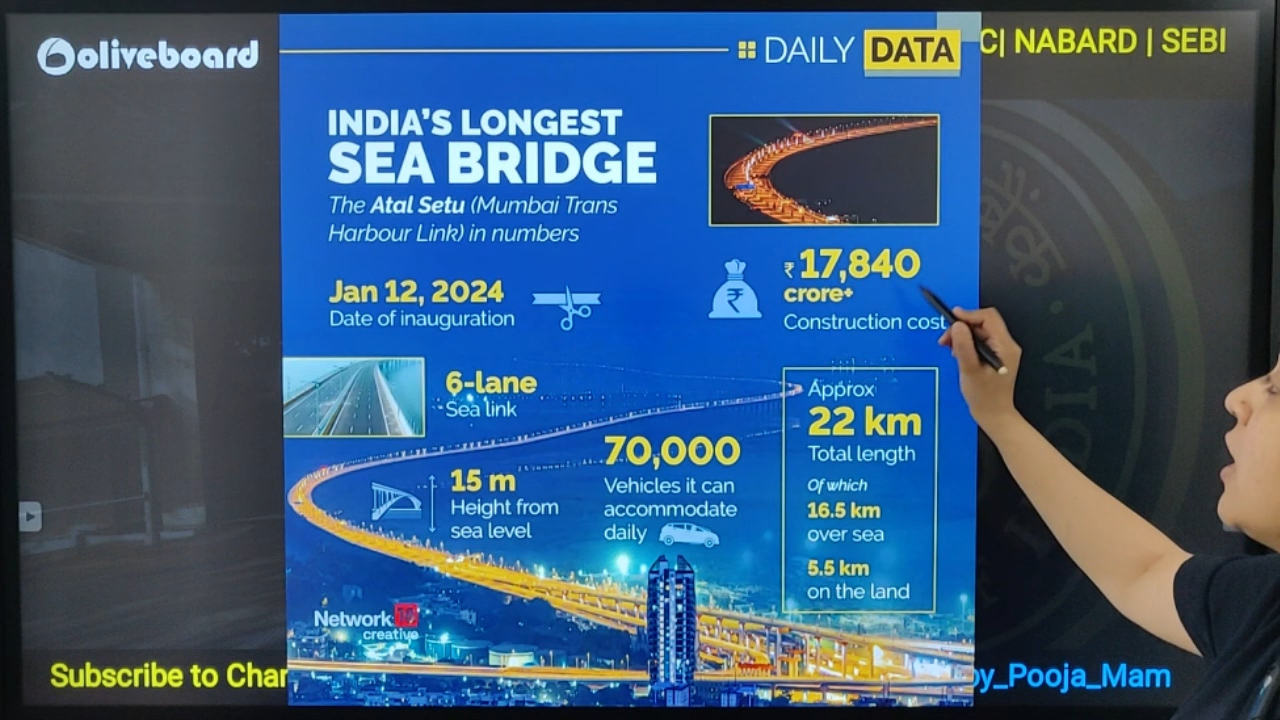 oliveboard
DAILY DATA
C| NABARD | SEBI
INDIA'S LONGEST
SEA BRIDGE
The Atal Setu (Mumbai Trans
Harbour Link) in numbers
Jan 12, 2024
Date of inauguration
₹
₹ 17,840
crore+
Construction cost
6-lane
Sea link
15 m
Height from
sea level
70,000
Vehicles it can
accommodate
daily
Approx
22 km
Total length
Of which
16.5 km
over sea
5.5 km
on the land
Network 18
creative
Subscribe to Chan
by_Pooja_Mam